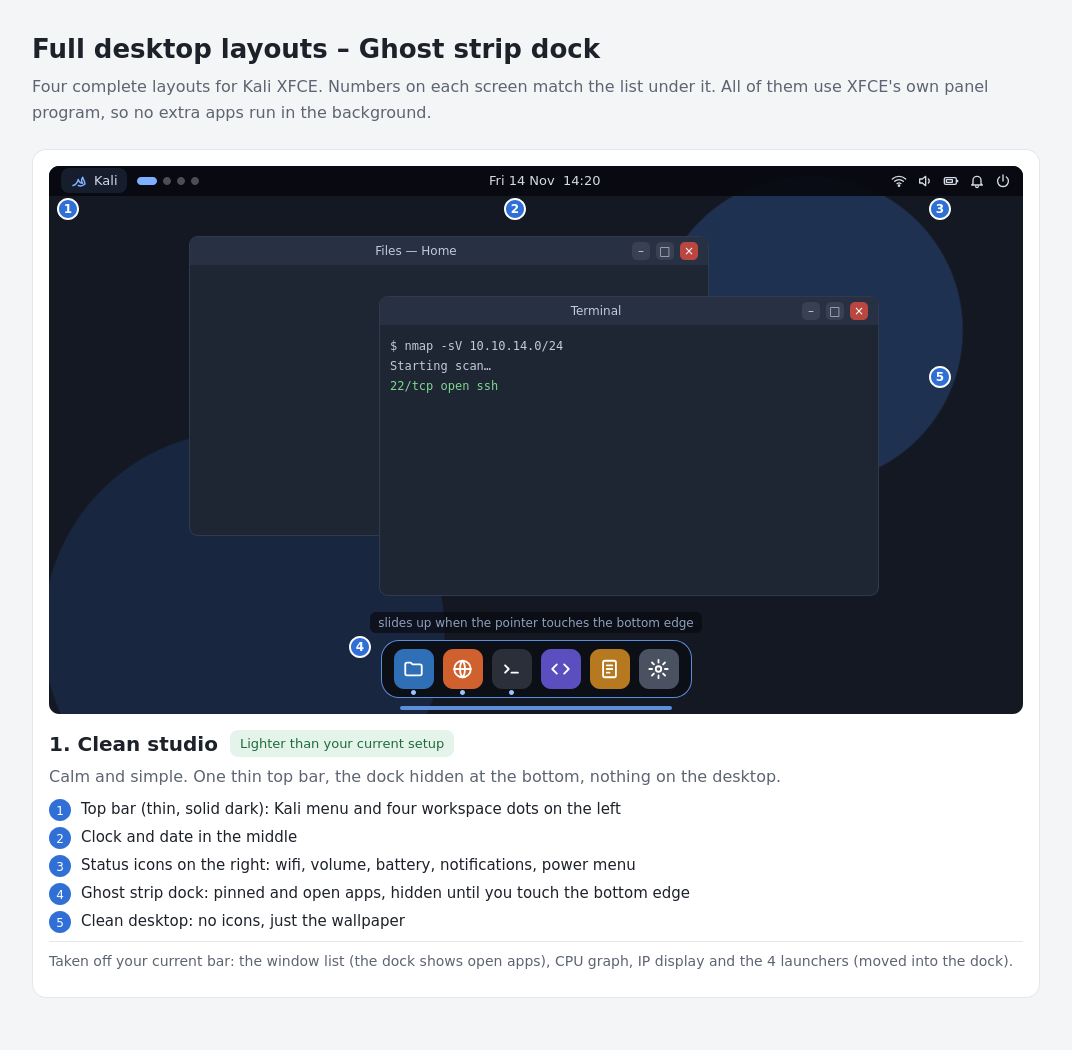 Full desktop layouts – Ghost strip dock
Four complete layouts for Kali XFCE. Numbers on each screen match the list under it. All of them use XFCE's own panel
program, so no extra apps run in the background.
Kali
Fri 14 Nov 14:20
1
2
3
Files — Home
Terminal
$ nmap -sV 10.10.14.0/24
Starting scan…
22/tcp open ssh
5
slides up when the pointer touches the bottom edge
4
1. Clean studio
Lighter than your current setup
Calm and simple. One thin top bar, the dock hidden at the bottom, nothing on the desktop.
1 Top bar (thin, solid dark): Kali menu and four workspace dots on the left
2 Clock and date in the middle
3 Status icons on the right: wifi, volume, battery, notifications, power menu
4 Ghost strip dock: pinned and open apps, hidden until you touch the bottom edge
5 Clean desktop: no icons, just the wallpaper
Taken off your current bar: the window list (the dock shows open apps), CPU graph, IP display and the 4 launchers (moved into the dock).